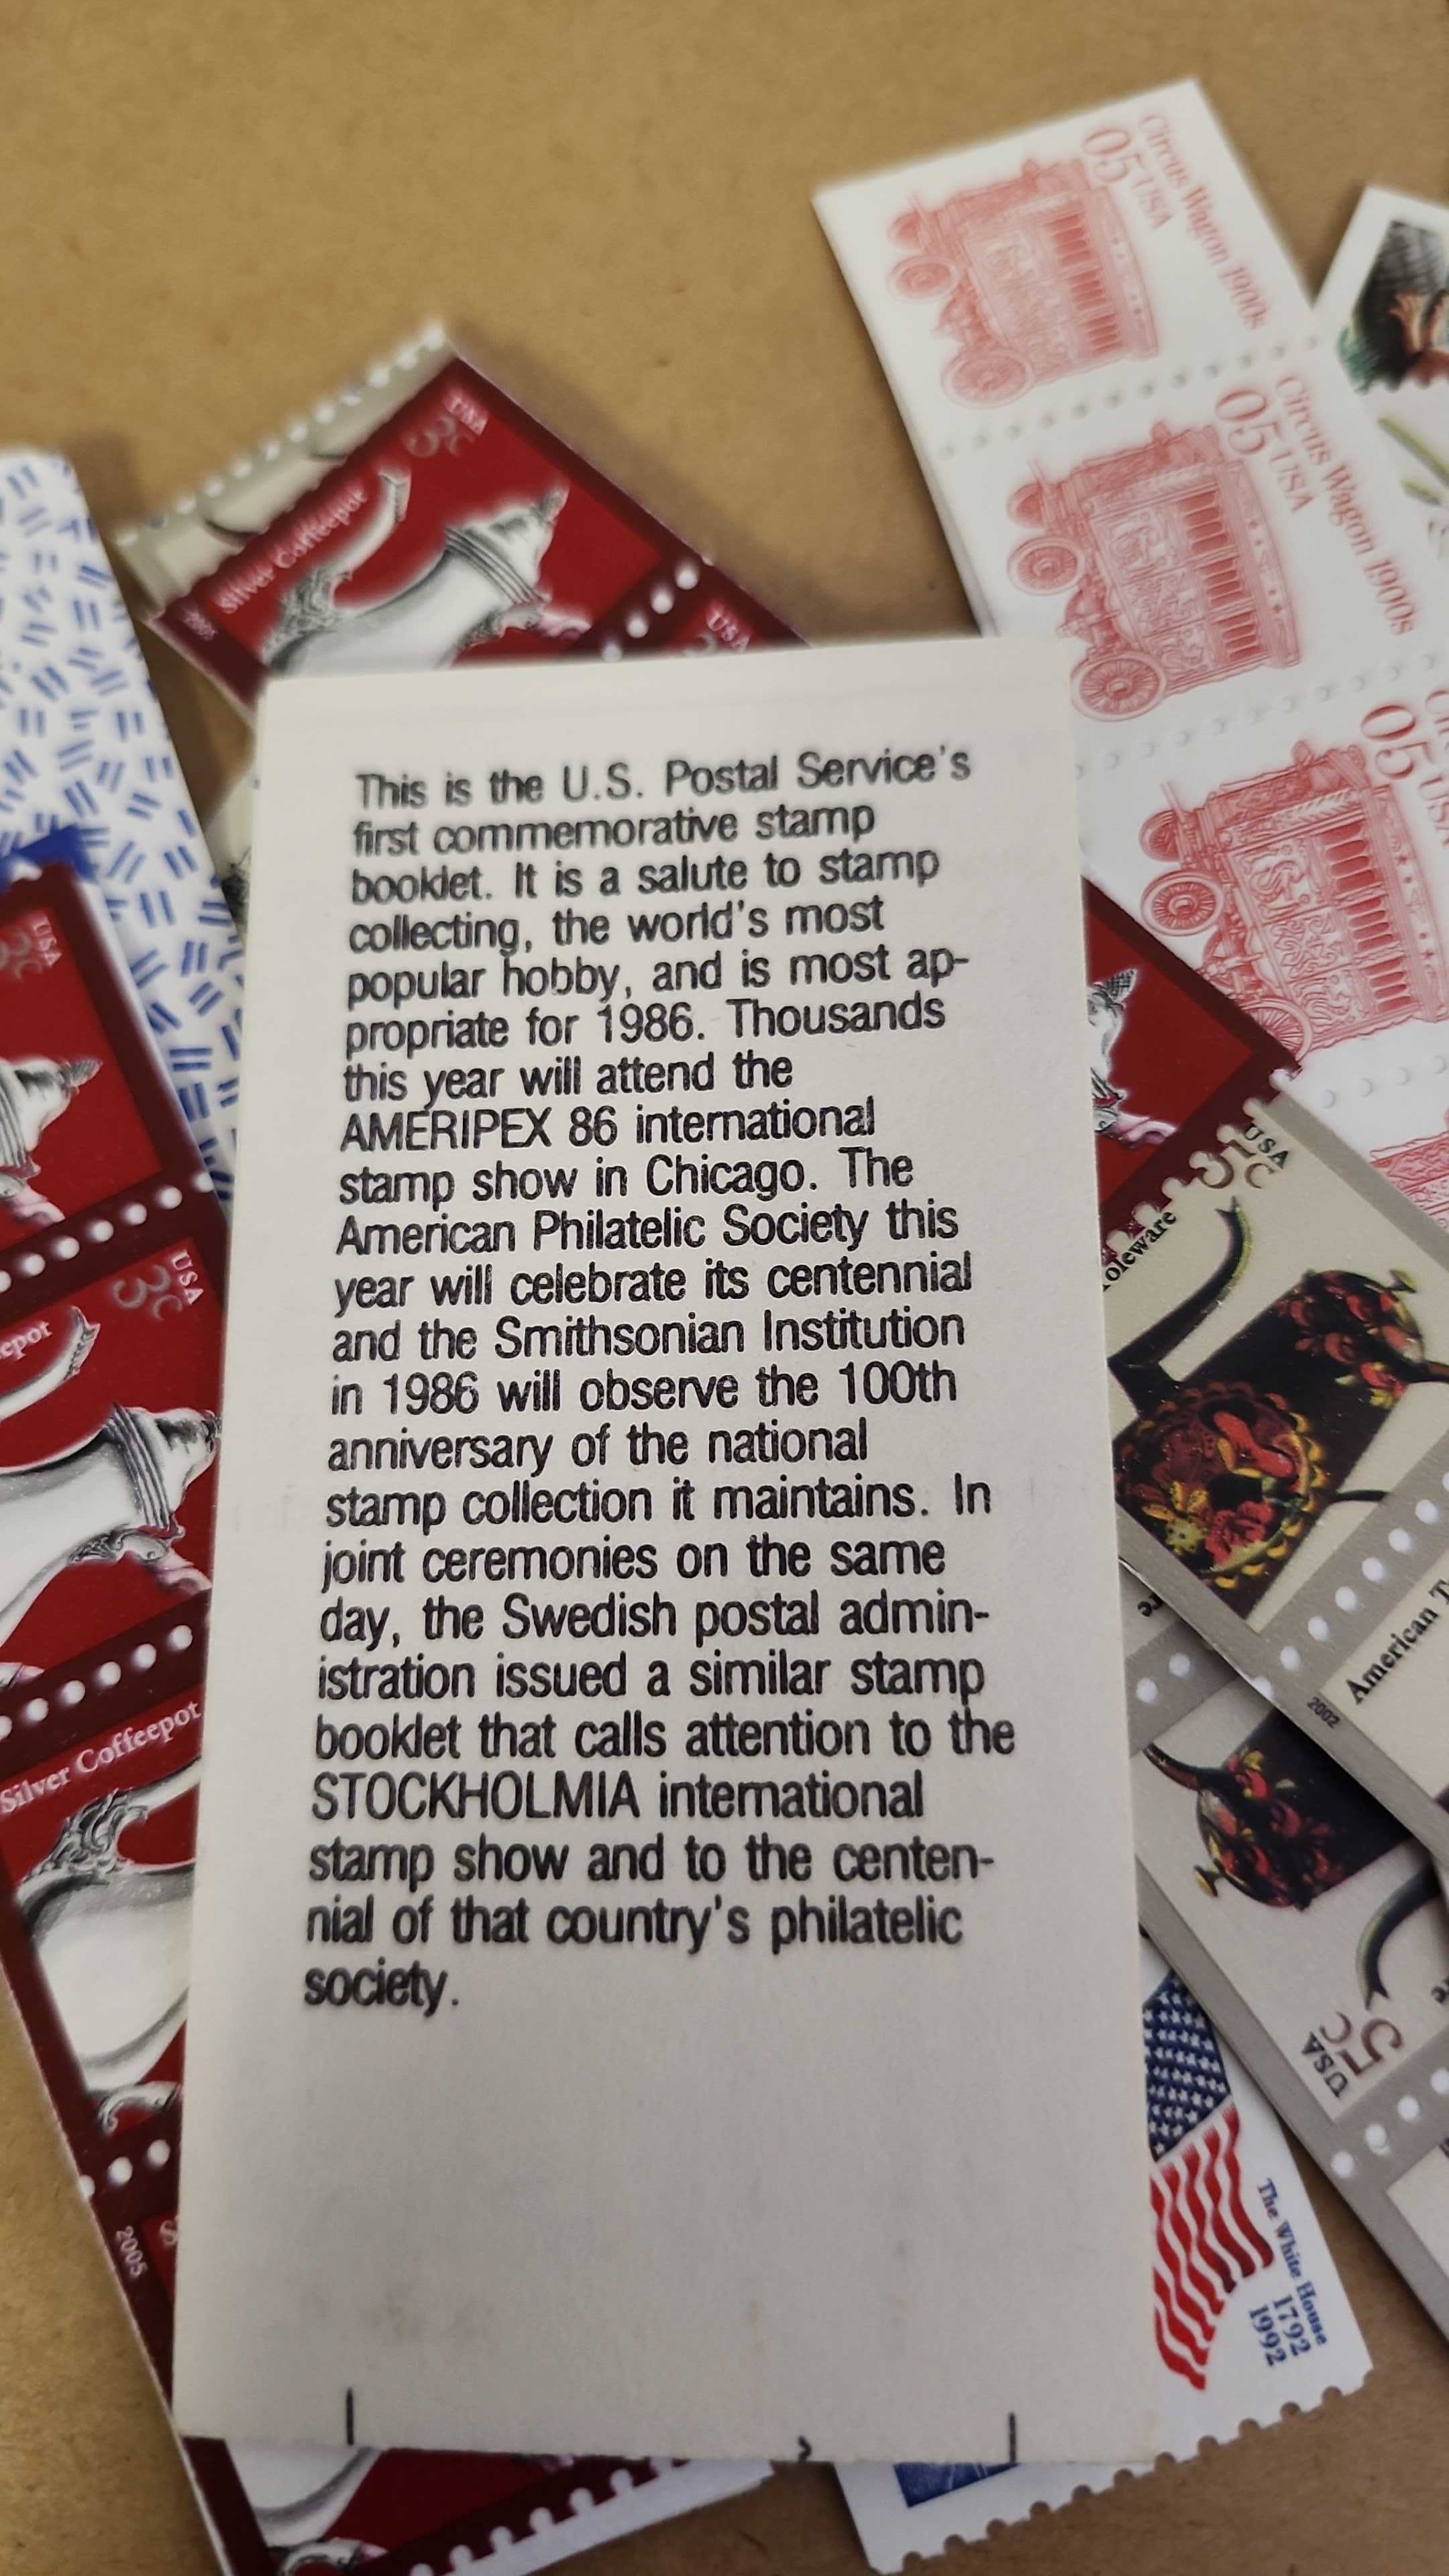 Circus Wagon 1900s
05 USA
Circus Wagon 1900s
05 USA
05 USA
USA
3c
Silver Coffeepot
2005
USA
This is the U.S. Postal Service's
first commemorative stamp
booklet. It is a salute to stamp
collecting, the world's most
popular hobby, and is most ap-
propriate for 1986. Thousands
this year will attend the
AMERIPEX 86 international
stamp show in Chicago. The
American Philatelic Society this
year will celebrate its centennial
and the Smithsonian Institution
in 1986 will observe the 100th
anniversary of the national
stamp collection it maintains. In
joint ceremonies on the same
day, the Swedish postal admin-
istration issued a similar stamp
booklet that calls attention to the
STOCKHOLMIA international
stamp show and to the centen-
nial of that country's philatelic
society.
USA
3c
USA
3c
epot
Silver Coffeepot
2005
USA
5c
oleware
American T
2002
USA
5c
The White House
1792
1992